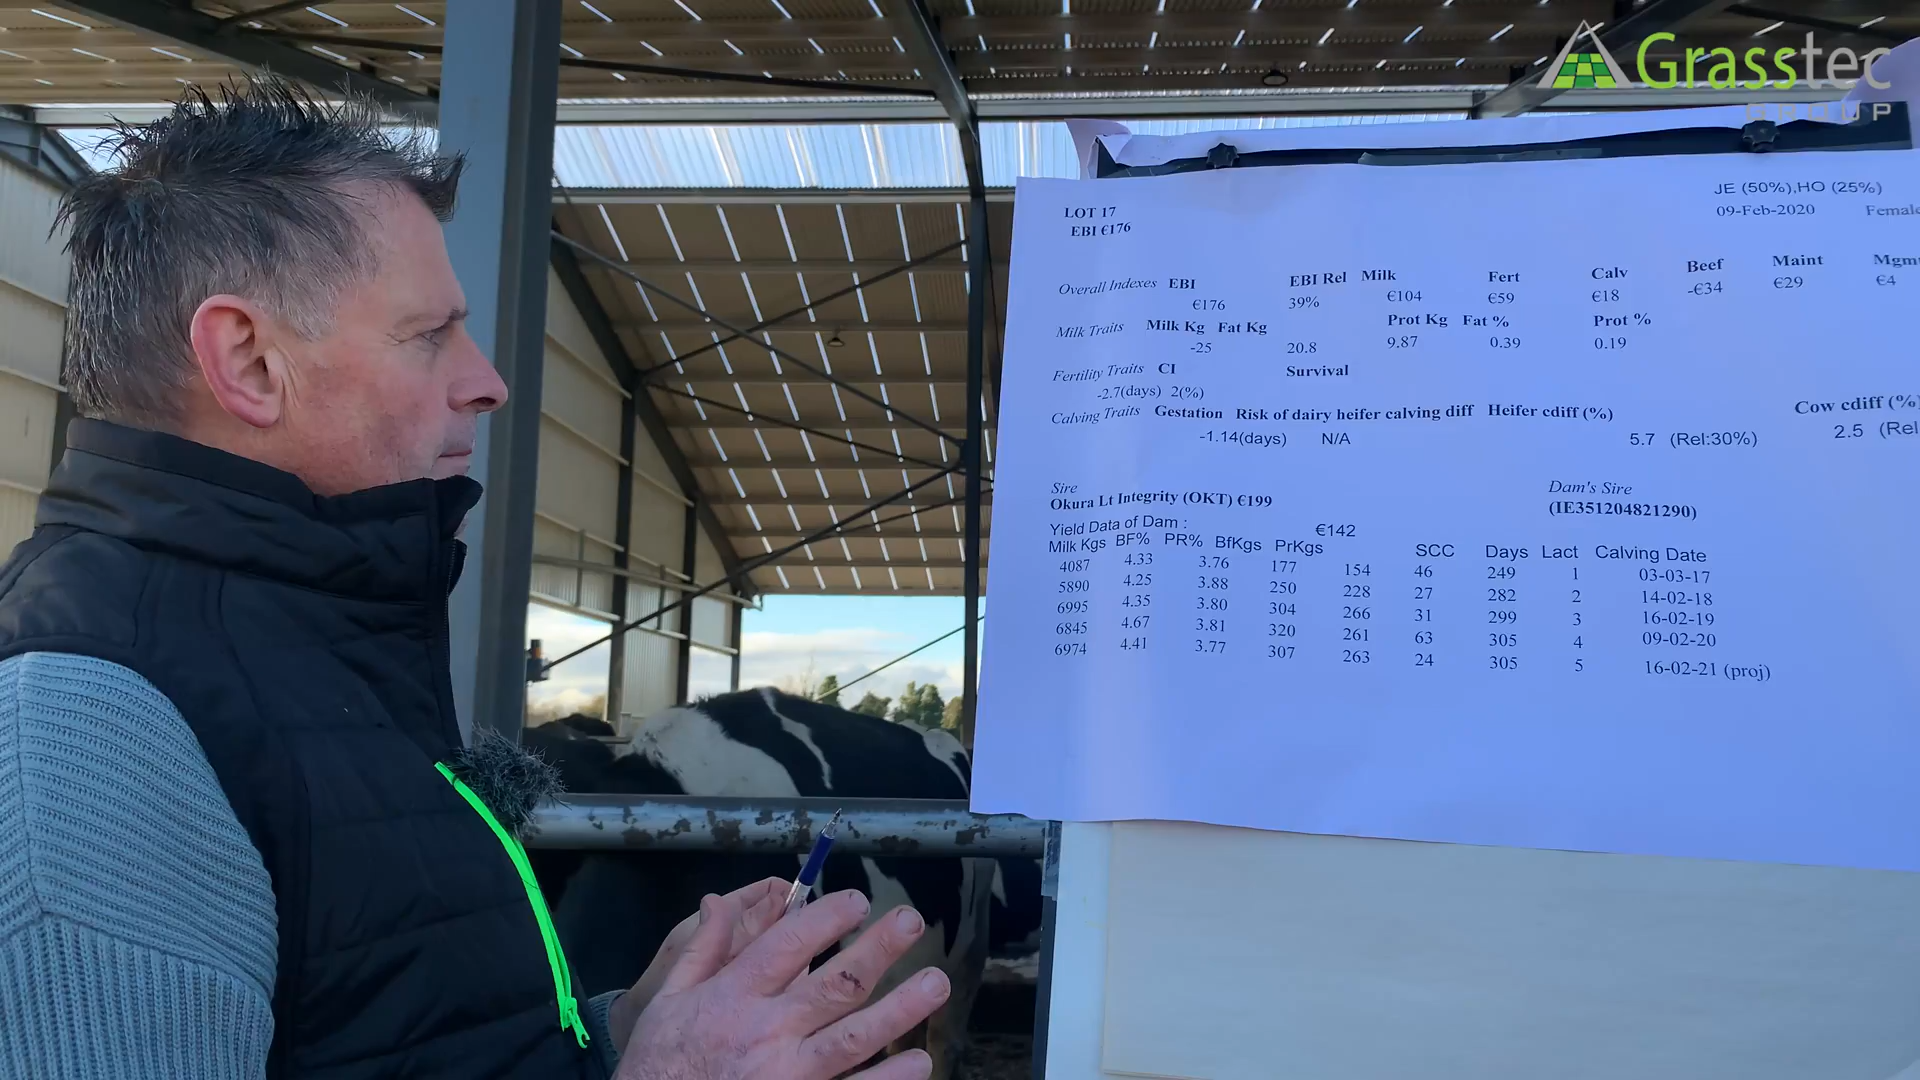 Grasstec
GROUP
JE (50%),HO (25%)
LOT 17
09-Feb-2020 Female
EBI €176
Overall Indexes EBI EBI Rel Milk Fert Calv Beef Maint
€176 39% €104 €59 €18 -€34 €29 €4
Milk Traits Milk Kg Fat Kg Prot Kg Fat % Prot %
-25 20.8 9.87 0.39 0.19
Fertility Traits CI Survival
-2.7(days) 2(%)
Calving Traits Gestation Risk of dairy heifer calving diff Heifer cdiff (%) Cow cdiff (%)
-1.14(days) N/A 5.7 (Rel:30%) 2.5 (Rel
Sire Dam's Sire
Okura Lt Integrity (OKT) €199 (IE351204821290)
Yield Data of Dam : €142
Milk Kgs BF% PR% BfKgs PrKgs SCC Days Lact Calving Date
4087 4.33 3.76 177 154 46 249 1 03-03-17
5890 4.25 3.88 250 228 27 282 2 14-02-18
6995 4.35 3.80 304 266 31 299 3 16-02-19
6845 4.67 3.81 320 261 63 305 4 09-02-20
6974 4.41 3.77 307 263 24 305 5 16-02-21 (proj)